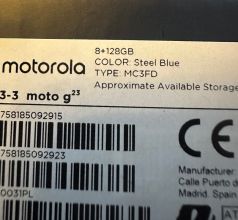 8+128GB
motorola
COLOR: Steel Blue
TYPE: MC3FD
Approximate Available Storage
3-3 moto g23
758185092915
758185092923
0031PL
CE
Manufacturer
Calle Puerto d
Madrid. Spain
AT